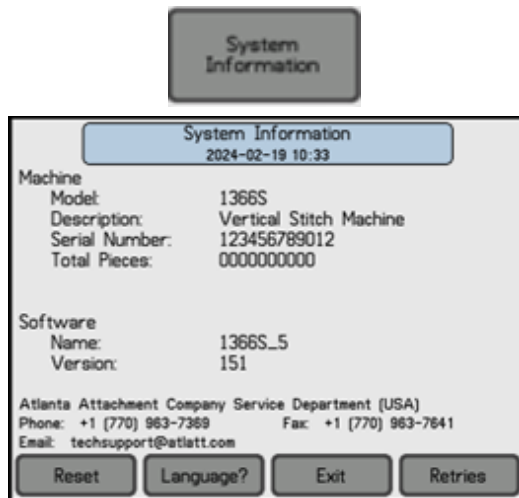 System
Information
System Information
2024-02-19 10:33
Machine
Model: 1366S
Description: Vertical Stitch Machine
Serial Number: 123456789012
Total Pieces: 0000000000
Software
Name: 1366S_5
Version: 151
Atlanta Attachment Company Service Department (USA)
Phone: +1 (770) 963-7369 Fax: +1 (770) 963-7641
Email: techsupport@atlatt.com
Reset Language? Exit Retries